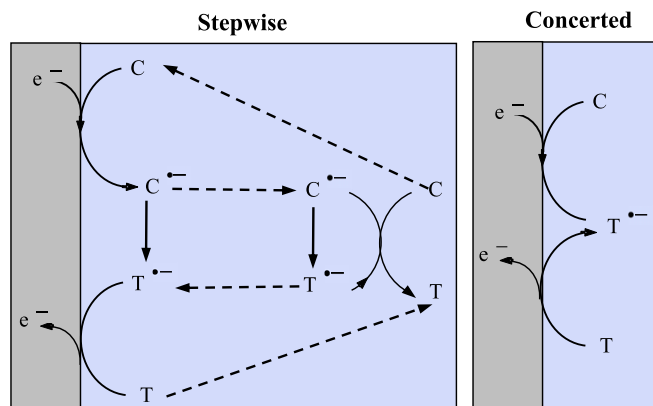 Stepwise Concerted
e – C
C •– C •– C
T •– T •– T
e – T
e – C
T •–
e –
T